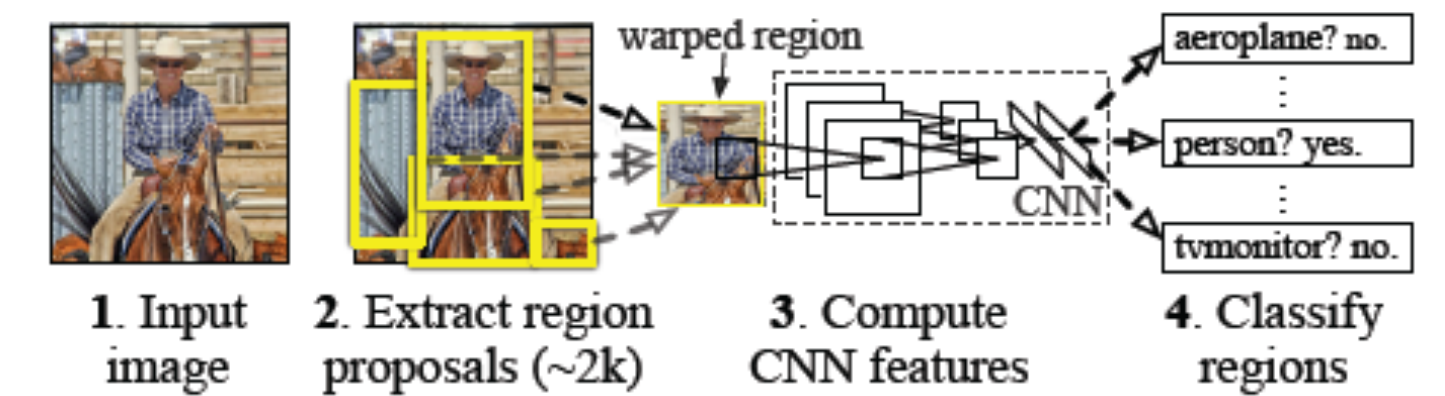 warped region
aeroplane? no.
person? yes.
CNN
tvmonitor? no.
1. Input
image
2. Extract region
proposals (~2k)
3. Compute
CNN features
4. Classify
regions